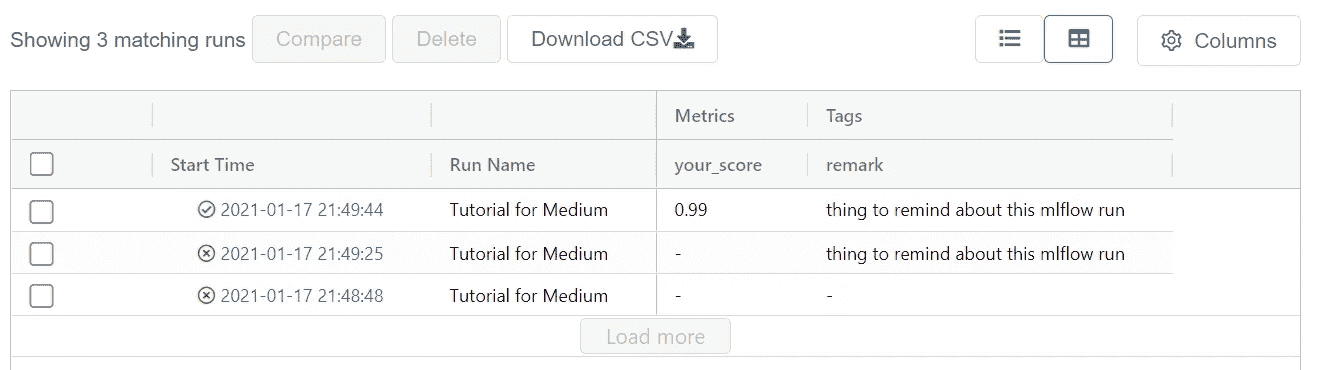 Showing 3 matching runs Compare Delete Download CSV Columns
Metrics Tags
Start Time Run Name your_score remark
2021-01-17 21:49:44 Tutorial for Medium 0.99 thing to remind about this mlflow run
2021-01-17 21:49:25 Tutorial for Medium - thing to remind about this mlflow run
2021-01-17 21:48:48 Tutorial for Medium - -
Load more